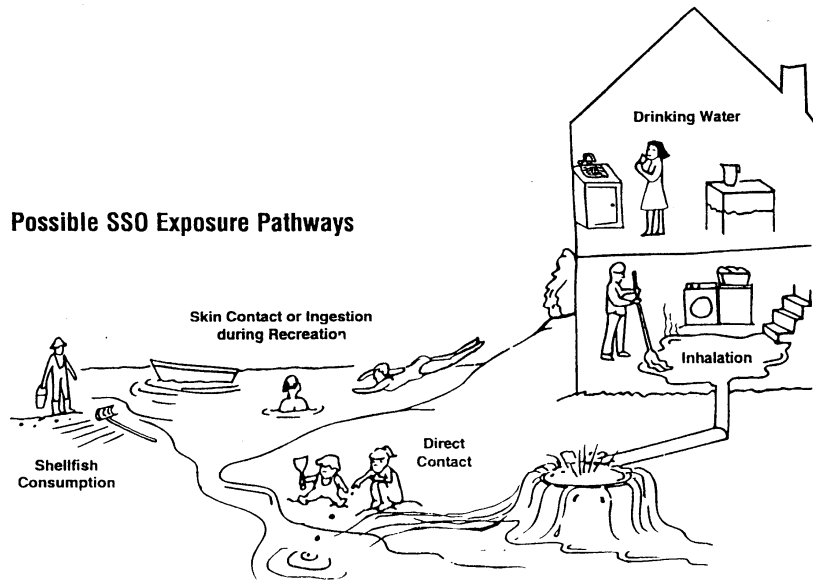 Drinking Water
Possible SSO Exposure Pathways
Skin Contact or Ingestion
during Recreation
Inhalation
Direct
Contact
Shellfish
Consumption